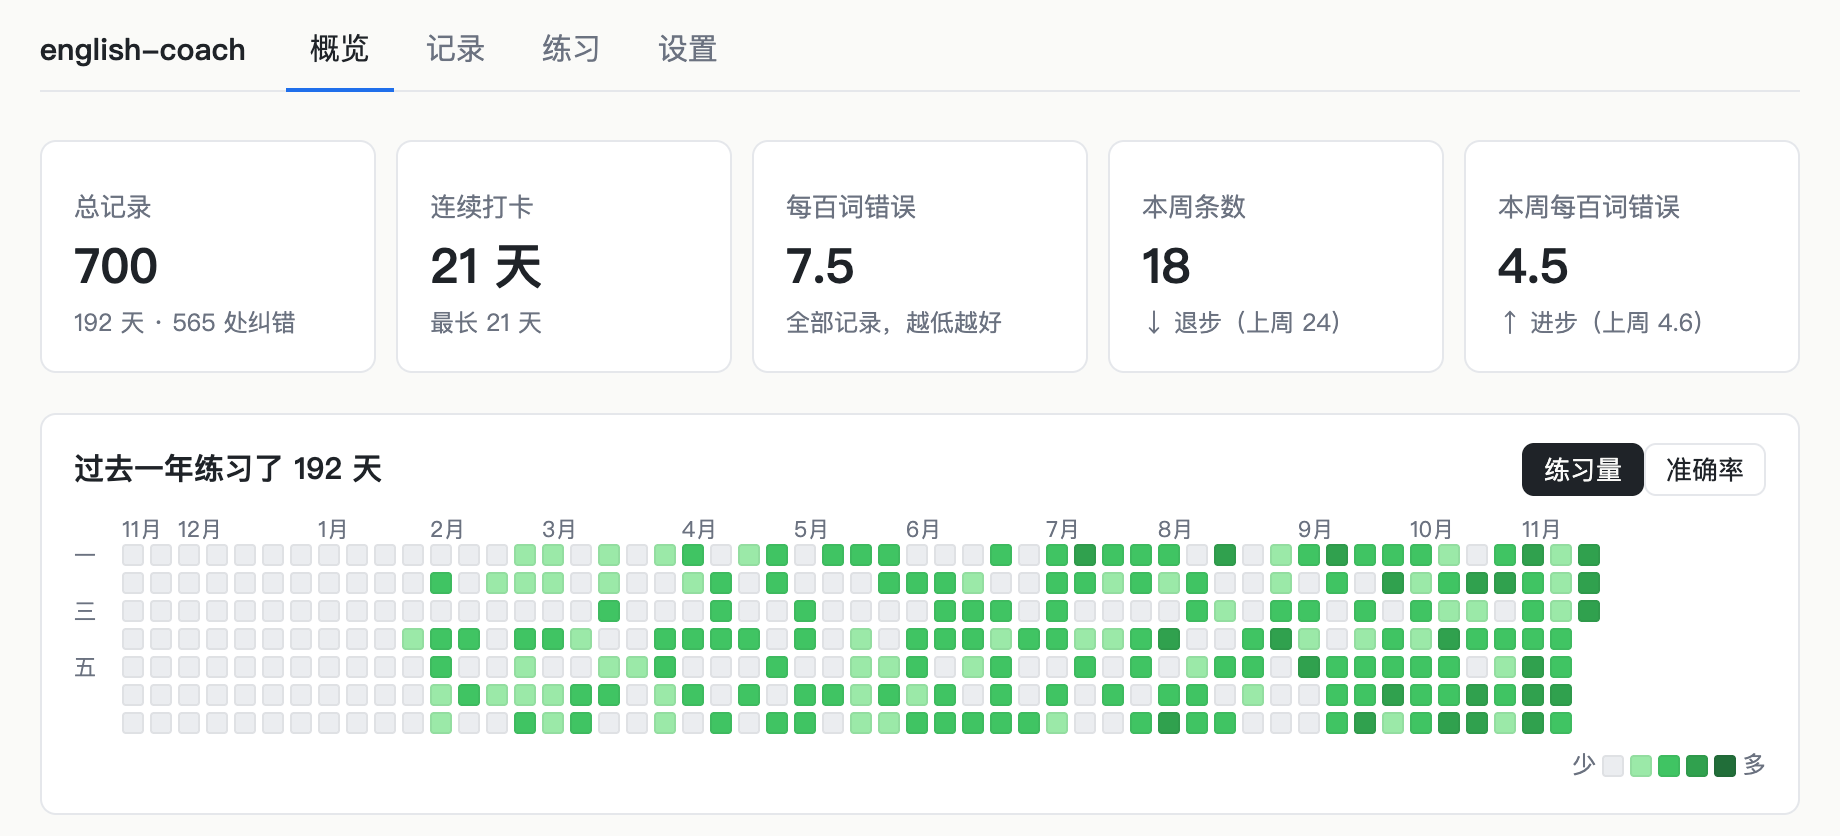 english-coach 概览 记录 练习 设置
总记录
700
192 天 · 565 处纠错
连续打卡
21 天
最长 21 天
每百词错误
7.5
全部记录，越低越好
本周条数
18
↓ 退步（上周 24）
本周每百词错误
4.5
↑ 进步（上周 4.6）
过去一年练习了 192 天
练习量 准确率
11月 12月 1月 2月 3月 4月 5月 6月 7月 8月 9月 10月 11月
一
三
五
少 多